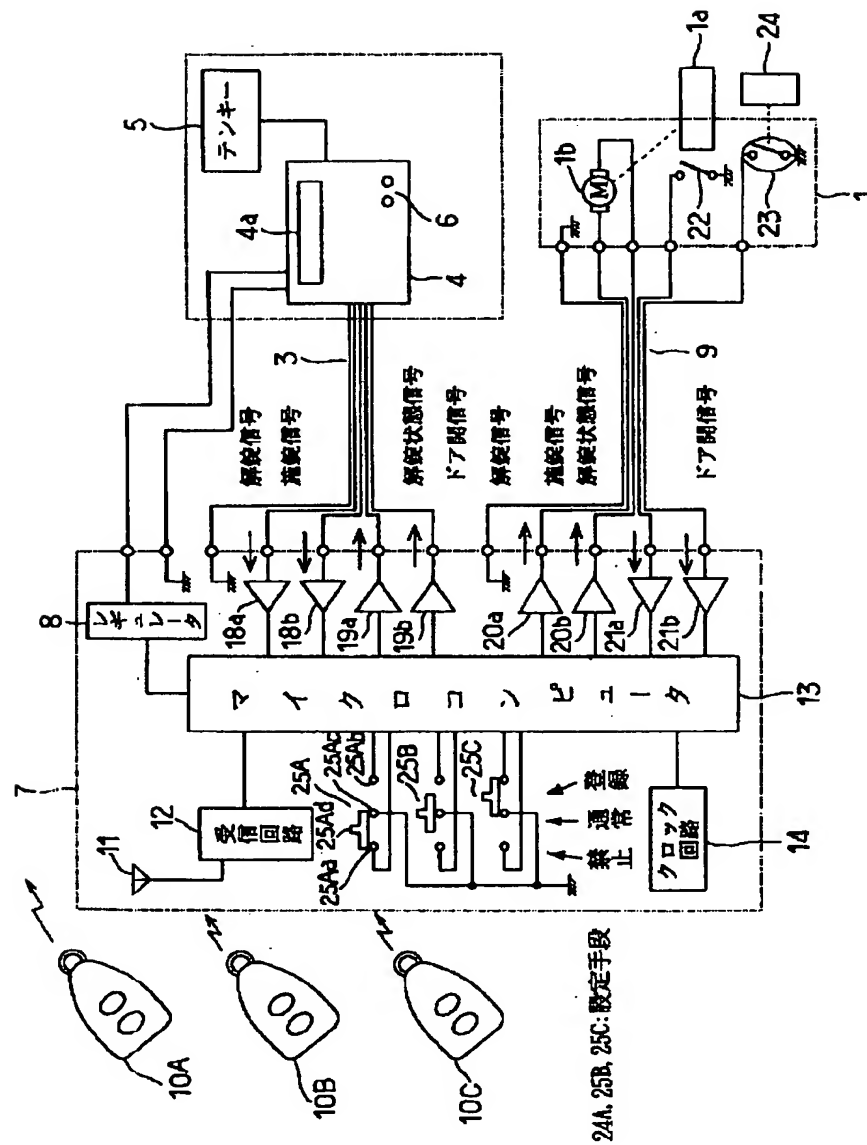 10A
10B
10C
24A, 25B, 25C:設定手段
7
11
12
受信回路
25A
25Ac
25Ad
25Ab
25Aa
25B
25C
禁止
通常
登録
クロック回路
14
マイクロコンピュータ
13
8
レギュレータ
18a
18b
19a
19b
20a
20b
21a
21b
解錠信号
施錠信号
解錠状態信号
ドア開信号
解錠信号
施錠信号
解錠状態信号
ドア開信号
3
9
5
テンキー
4a
6
4
1b
M
1a
22
23
24
1